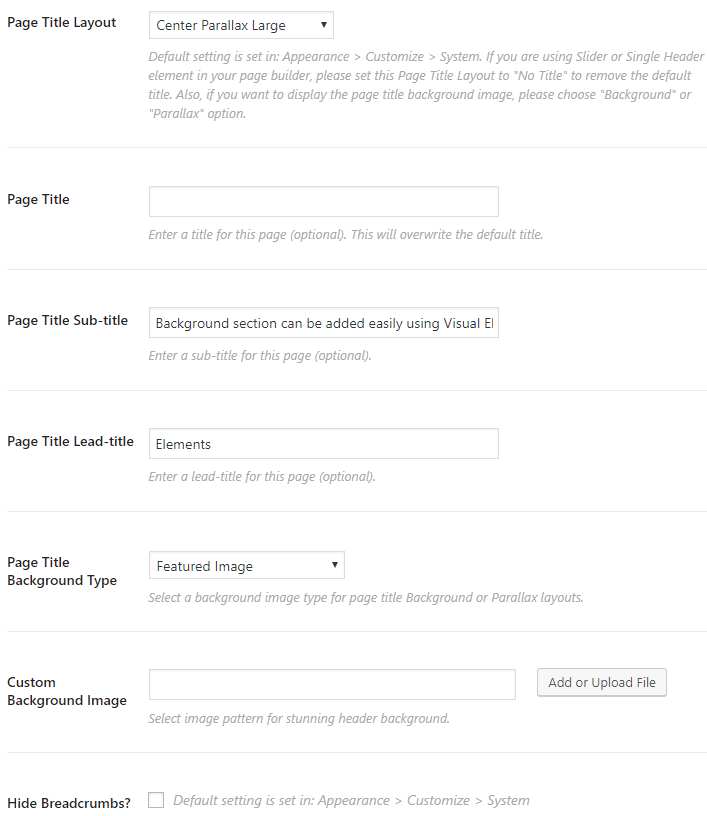 Page Title Layout
Center Parallax Large
Default setting is set in: Appearance > Customize > System. If you are using Slider or Single Header
element in your page builder, please set this Page Title Layout to "No Title" to remove the default
title. Also, if you want to display the page title background image, please choose "Background" or
"Parallax" option.
Page Title
Enter a title for this page (optional). This will overwrite the default title.
Page Title Sub-title
Background section can be added easily using Visual El
Enter a sub-title for this page (optional).
Page Title Lead-title
Elements
Enter a lead-title for this page (optional).
Page Title
Background Type
Featured Image
Select a background image type for page title Background or Parallax layouts.
Custom
Background Image
Add or Upload File
Select image pattern for stunning header background.
Hide Breadcrumbs?
Default setting is set in: Appearance > Customize > System